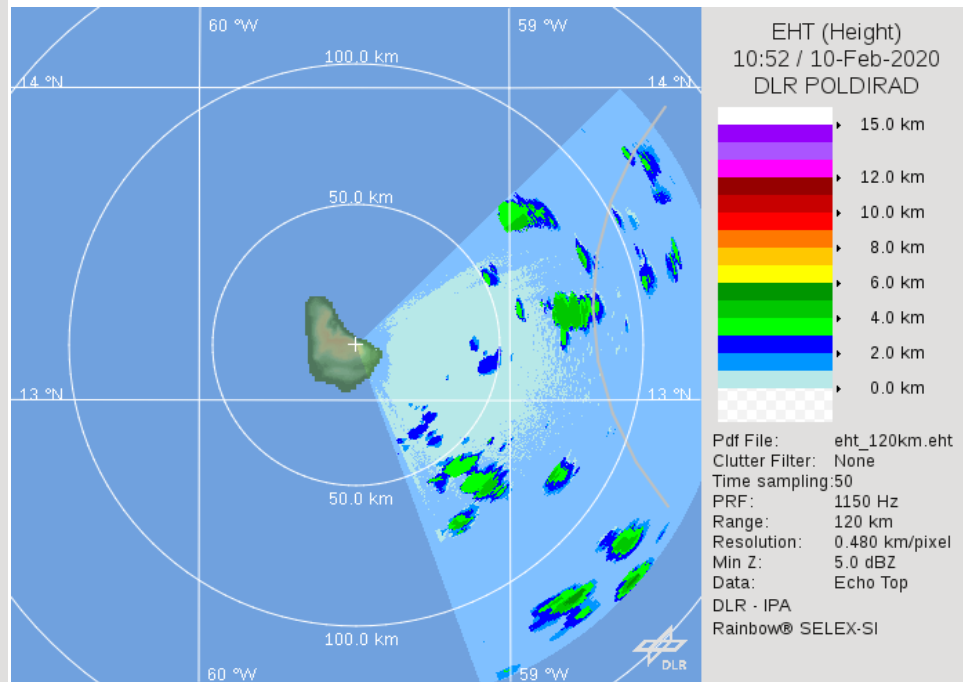 60 °W
59 °W
100.0 km
14 °N
14 °N
50.0 km
13 °N
13 °N
50.0 km
100.0 km
60 °W
59 °W
DLR
EHT (Height)
10:52 / 10-Feb-2020
DLR POLDIRAD
15.0 km
12.0 km
10.0 km
8.0 km
6.0 km
4.0 km
2.0 km
0.0 km
Pdf File: eht_120km.eht
Clutter Filter: None
Time sampling:50
PRF: 1150 Hz
Range: 120 km
Resolution: 0.480 km/pixel
Min Z: 5.0 dBZ
Data: Echo Top
DLR - IPA
Rainbow® SELEX-SI